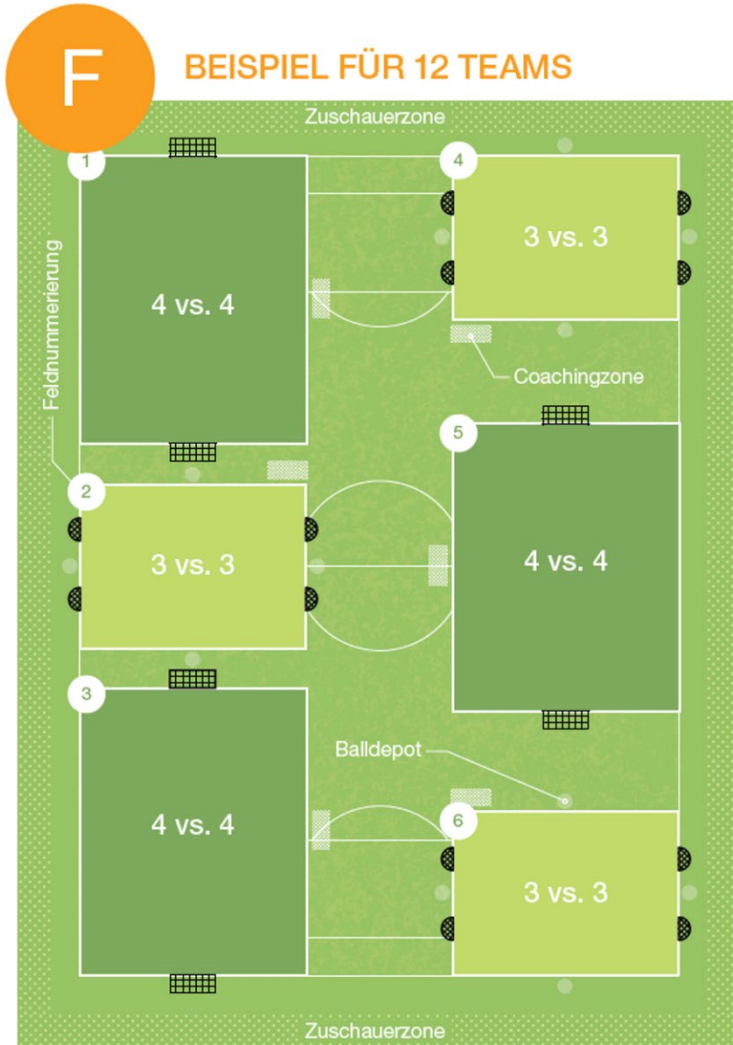 F
BEISPIEL FÜR 12 TEAMS
Zuschauerzone
1
4 vs. 4
4
3 vs. 3
Feldnummerierung
Coachingzone
5
4 vs. 4
2
3 vs. 3
3
4 vs. 4
Balldepot
6
3 vs. 3
Zuschauerzone